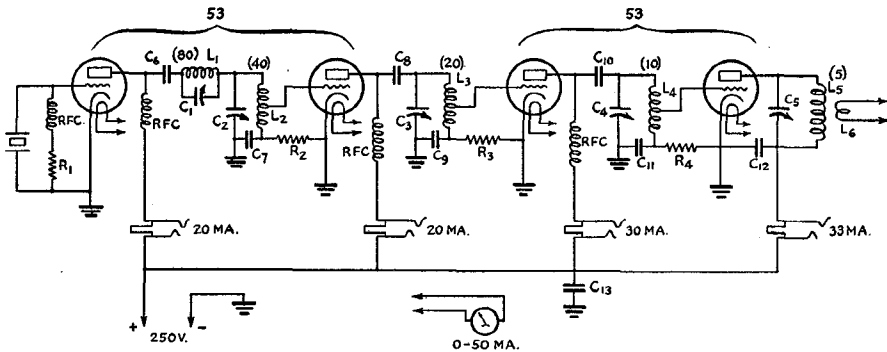 53
53
C6 (80) L1
C8 (20) L3
C10 (10) L4
(5) L5
(40)
RFC
RFC
C1
C2
L2
C3
C4
C5
L6
R1
C7
R2
RFC
C9
R3
RFC
C11
R4
C12
20 MA.
20 MA.
30 MA.
33 MA.
C13
+ 250V. -
0-50 MA.